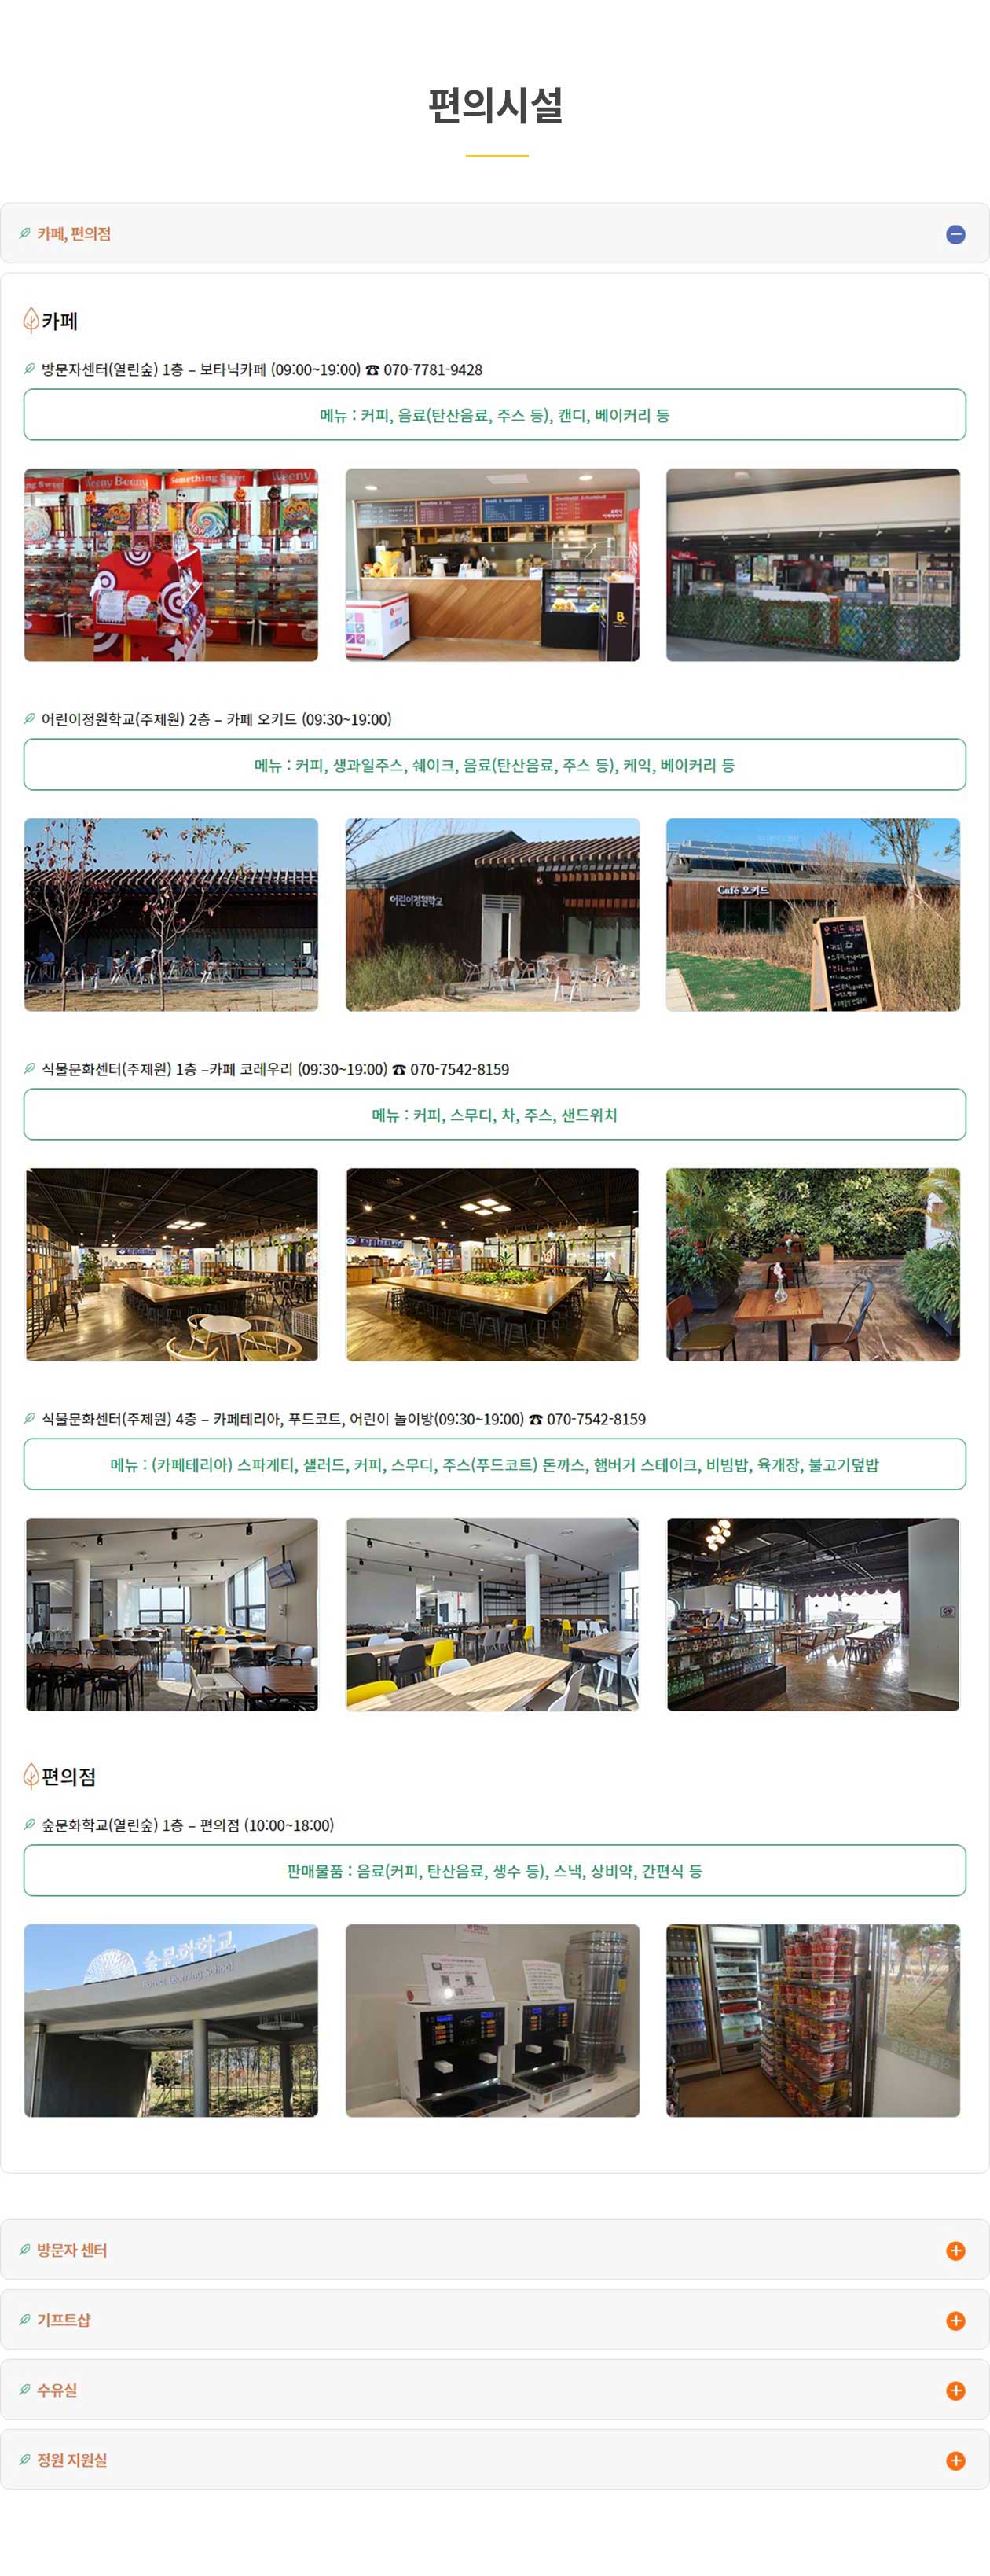 편의시설
카페, 편의점
카페
방문자센터(열린숲) 1층 – 보타닉카페 (09:00~19:00) ☎ 070-7781-9428
메뉴 : 커피, 음료(탄산음료, 주스 등), 캔디, 베이커리 등
Weeny Beeny
Something Sweet
Weeny
어린이정원학교(주제원) 2층 – 카페 오키드 (09:30~19:00)
메뉴 : 커피, 생과일주스, 쉐이크, 음료(탄산음료, 주스 등), 케익, 베이커리 등
어린이정원학교
Café 오키드
오키드 카페
식물문화센터(주제원) 1층 –카페 코레우리 (09:30~19:00) ☎ 070-7542-8159
메뉴 : 커피, 스무디, 차, 주스, 샌드위치
식물문화센터(주제원) 4층 – 카페테리아, 푸드코트, 어린이 놀이방(09:30~19:00) ☎ 070-7542-8159
메뉴 : (카페테리아) 스파게티, 샐러드, 커피, 스무디, 주스(푸드코트) 돈까스, 햄버거 스테이크, 비빔밥, 육개장, 불고기덮밥
편의점
숲문화학교(열린숲) 1층 – 편의점 (10:00~18:00)
판매물품 : 음료(커피, 탄산음료, 생수 등), 스낵, 상비약, 간편식 등
숲문화학교
Forest Learning School
방문자 센터
기프트샵
수유실
정원 지원실